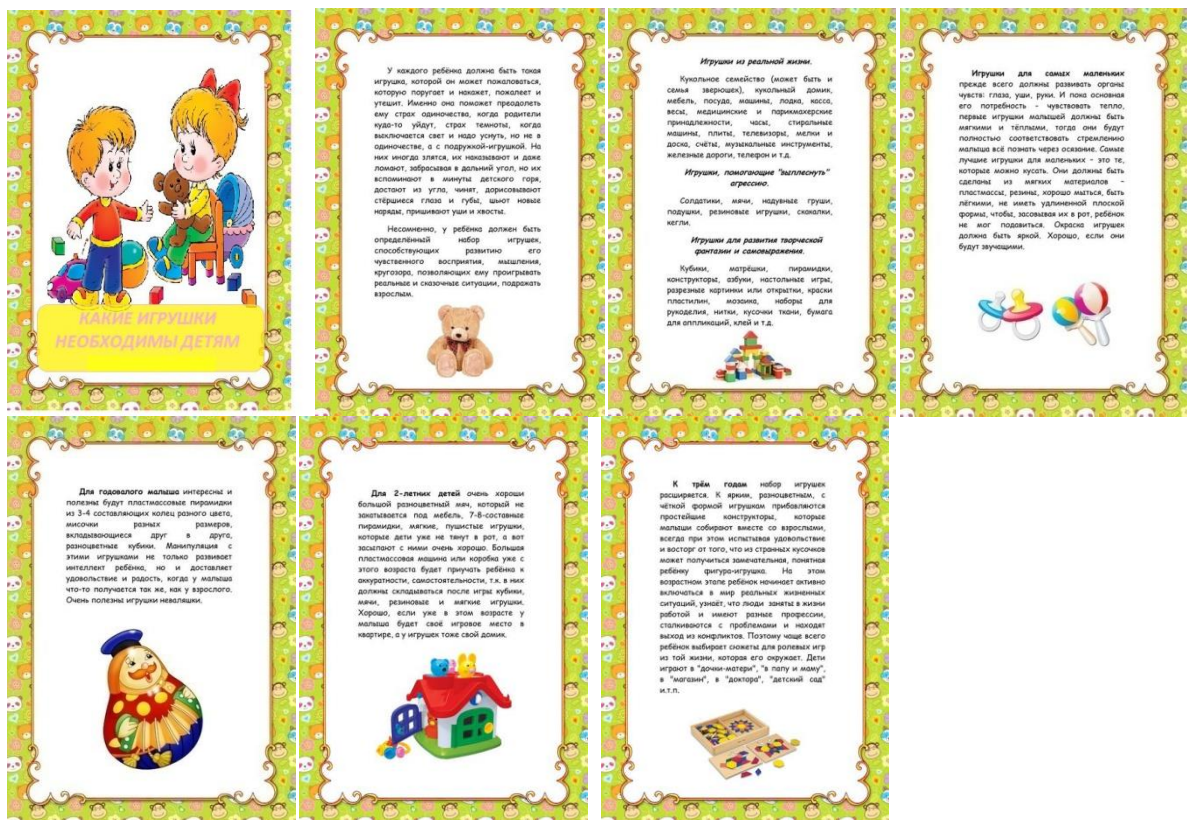 КАКИЕ ИГРУШКИ
НЕОБХОДИМЫ ДЕТЯМ
У каждого ребёнка должна быть такая
игрушка, которой он может пожаловаться,
которую поругает и накажет, пожалеет и
утешит. Именно она поможет преодолеть
ему страх одиночества, когда родители
куда-то уйдут, страх темноты, когда
выключается свет и надо уснуть, но не в
одиночестве, а с подружкой-игрушкой. На
них иногда злятся, их наказывают и даже
ломают, забрасывая в дальний угол, но их
вспоминают в минуты детского горя,
достают из угла, чинят, дорисовывают
стёршиеся глаза и губы, шьют новые
наряды, пришивают уши и хвосты.
Несомненно, у ребёнка должен быть
определённый набор игрушек,
способствующих развитию его
чувственного восприятия, мышления,
кругозора, позволяющих ему проигрывать
реальные и сказочные ситуации, подражать
взрослым.
Игрушки из реальной жизни.
Кукольное семейство (может быть и
семья зверюшек), кукольный домик,
мебель, посуда, машины, лодка, касса,
весы, медицинские и парикмахерские
принадлежности, часы, стиральные
машины, плиты, телевизоры, мелки и
доска, счёты, музыкальные инструменты,
железные дороги, телефон и т.д.
Игрушки, помогающие "выплеснуть"
агрессию.
Солдатики, мячи, надувные груши,
подушки, резиновые игрушки, скакалки,
кегли.
Игрушки для развития творческой
фантазии и самовыражения.
Кубики, матрёшки, пирамидки,
конструкторы, азбуки, настольные игры,
разрезные картинки или открытки, краски
пластилин, мозаика, наборы для
рукоделия, нитки, кусочки ткани, бумага
для аппликаций, клей и т.д.
Игрушки для самых маленьких
прежде всего должны развивать органы
чувств: глаза, уши, руки. И пока основная
его потребность - чувствовать тепло,
первые игрушки малышей должны быть
мягкими и тёплыми, тогда они будут
полностью соответствовать стремлению
малыша всё познать через осязание. Самые
лучшие игрушки для маленьких - это те,
которые можно кусать. Они должны быть
сделаны из мягких материалов -
пластмассы, резины, хорошо мыться, быть
лёгкими, не иметь удлиненной плоской
формы, чтобы, засовывая их в рот, ребёнок
не мог подавиться. Окраска игрушек
должна быть яркой. Хорошо, если они
будут звучащими.
Для годовалого малыша интересны и
полезны будут пластмассовые пирамидки
из 3-4 составляющих колец разного цвета,
мисочки разных размеров,
вкладывающиеся друг в друга,
разноцветные кубики. Манипуляция с
этими игрушками не только развивает
интеллект ребёнка, но и доставляет
удовольствие и радость, когда у малыша
что-то получается так же, как у взрослого.
Очень полезны игрушки неваляшки.
Для 2-летних детей очень хороши
большой разноцветный мяч, который не
закатывается под мебель, 7-8-составные
пирамидки, мягкие, пушистые игрушки,
которые дети уже не тянут в рот, а вот
засыпают с ними очень хорошо. Большая
пластмассовая машина или коробка уже с
этого возраста будет приучать ребёнка к
аккуратности, самостоятельности, т.к. в них
должны складываться после игры кубики,
мячи, резиновые и мягкие игрушки.
Хорошо, если уже в этом возрасте у
малыша будет своё игровое место в
квартире, а у игрушек тоже свой домик.
К трём годам набор игрушек
расширяется. К ярким, разноцветным, с
чёткой формой игрушкам прибавляются
простейшие конструкторы, которые
малыши собирают вместе со взрослыми,
всегда при этом испытывая удовольствие
и восторг от того, что из странных кусочков
может получиться замечательная, понятная
ребёнку фигура-игрушка. На этом
возрастном этапе ребёнок начинает активно
включаться в мир реальных жизненных
ситуаций, узнаёт, что люди заняты в жизни
работой и имеют разные профессии,
сталкиваются с проблемами и находят
выход из конфликтов. Поэтому чаще всего
ребёнок выбирает сюжеты для ролевых игр
из той жизни, которая его окружает. Дети
играют в "дочки-матери", "в папу и маму",
в "магазин", в "доктора", "детский сад"
и.т.п.